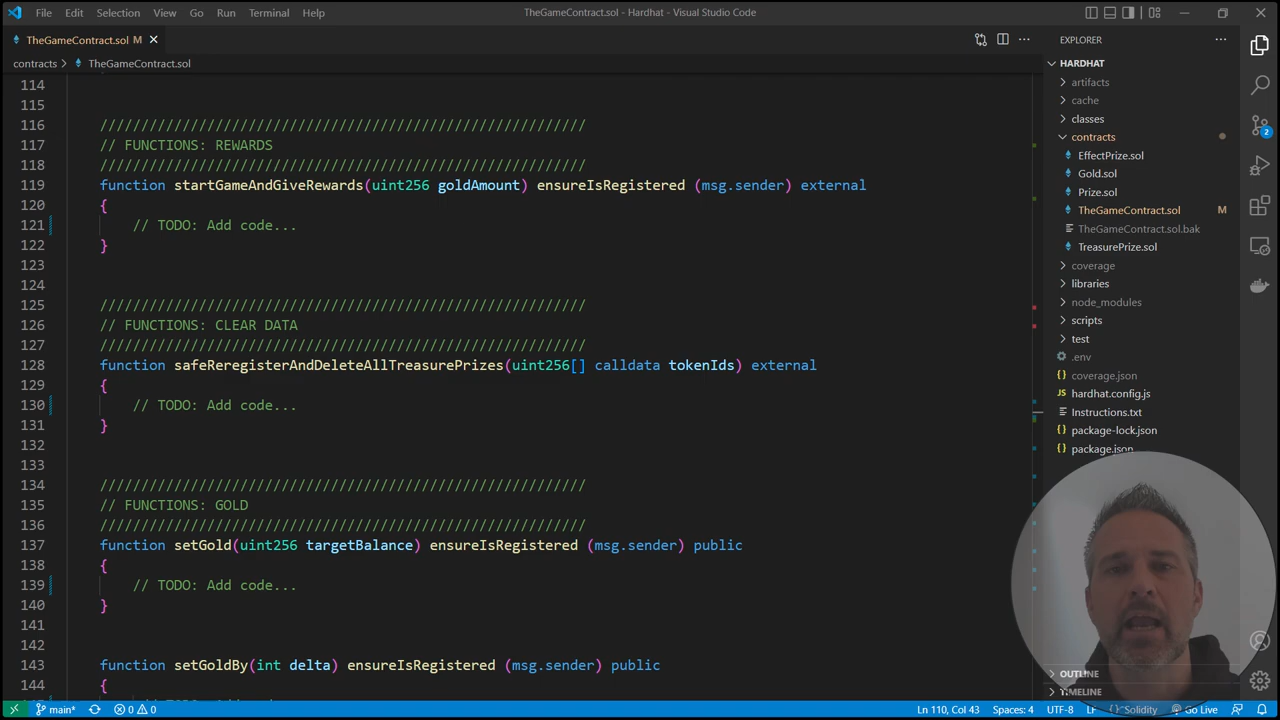 File Edit Selection View Go Run Terminal Help
TheGameContract.sol - Hardhat - Visual Studio Code
TheGameContract.sol M
contracts > TheGameContract.sol
114
115
116 //////////////////////////////////////////////////////////
117 // FUNCTIONS: REWARDS
118 //////////////////////////////////////////////////////////
119 function startGameAndGiveRewards(uint256 goldAmount) ensureIsRegistered (msg.sender) external
120 {
121 // TODO: Add code...
122 }
123
124
125 //////////////////////////////////////////////////////////
126 // FUNCTIONS: CLEAR DATA
127 //////////////////////////////////////////////////////////
128 function safeReregisterAndDeleteAllTreasurePrizes(uint256[] calldata tokenIds) external
129 {
130 // TODO: Add code...
131 }
132
133
134 //////////////////////////////////////////////////////////
135 // FUNCTIONS: GOLD
136 //////////////////////////////////////////////////////////
137 function setGold(uint256 targetBalance) ensureIsRegistered (msg.sender) public
138 {
139 // TODO: Add code...
140 }
141
142
143 function setGoldBy(int delta) ensureIsRegistered (msg.sender) public
144 {
EXPLORER
HARDHAT
artifacts
cache
classes
contracts
EffectPrize.sol
Gold.sol
Prize.sol
TheGameContract.sol M
TheGameContract.sol.bak
TreasurePrize.sol
coverage
libraries
node_modules
scripts
test
.env
coverage.json
hardhat.config.js
Instructions.txt
package-lock.json
package.json
OUTLINE
TIMELINE
2
main* 0 0 Ln 110, Col 43 Spaces: 4 UTF-8 LF Solidity Go Live